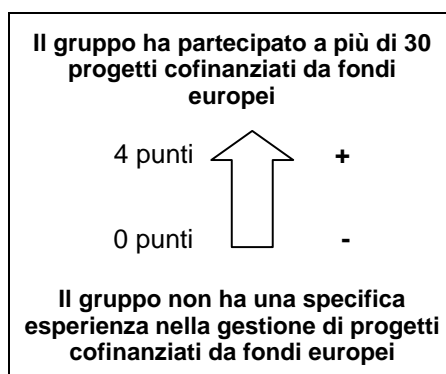 Il gruppo ha partecipato a più di 30
progetti cofinanziati da fondi
europei
4 punti +
0 punti -
Il gruppo non ha una specifica
esperienza nella gestione di progetti
cofinanziati da fondi europei